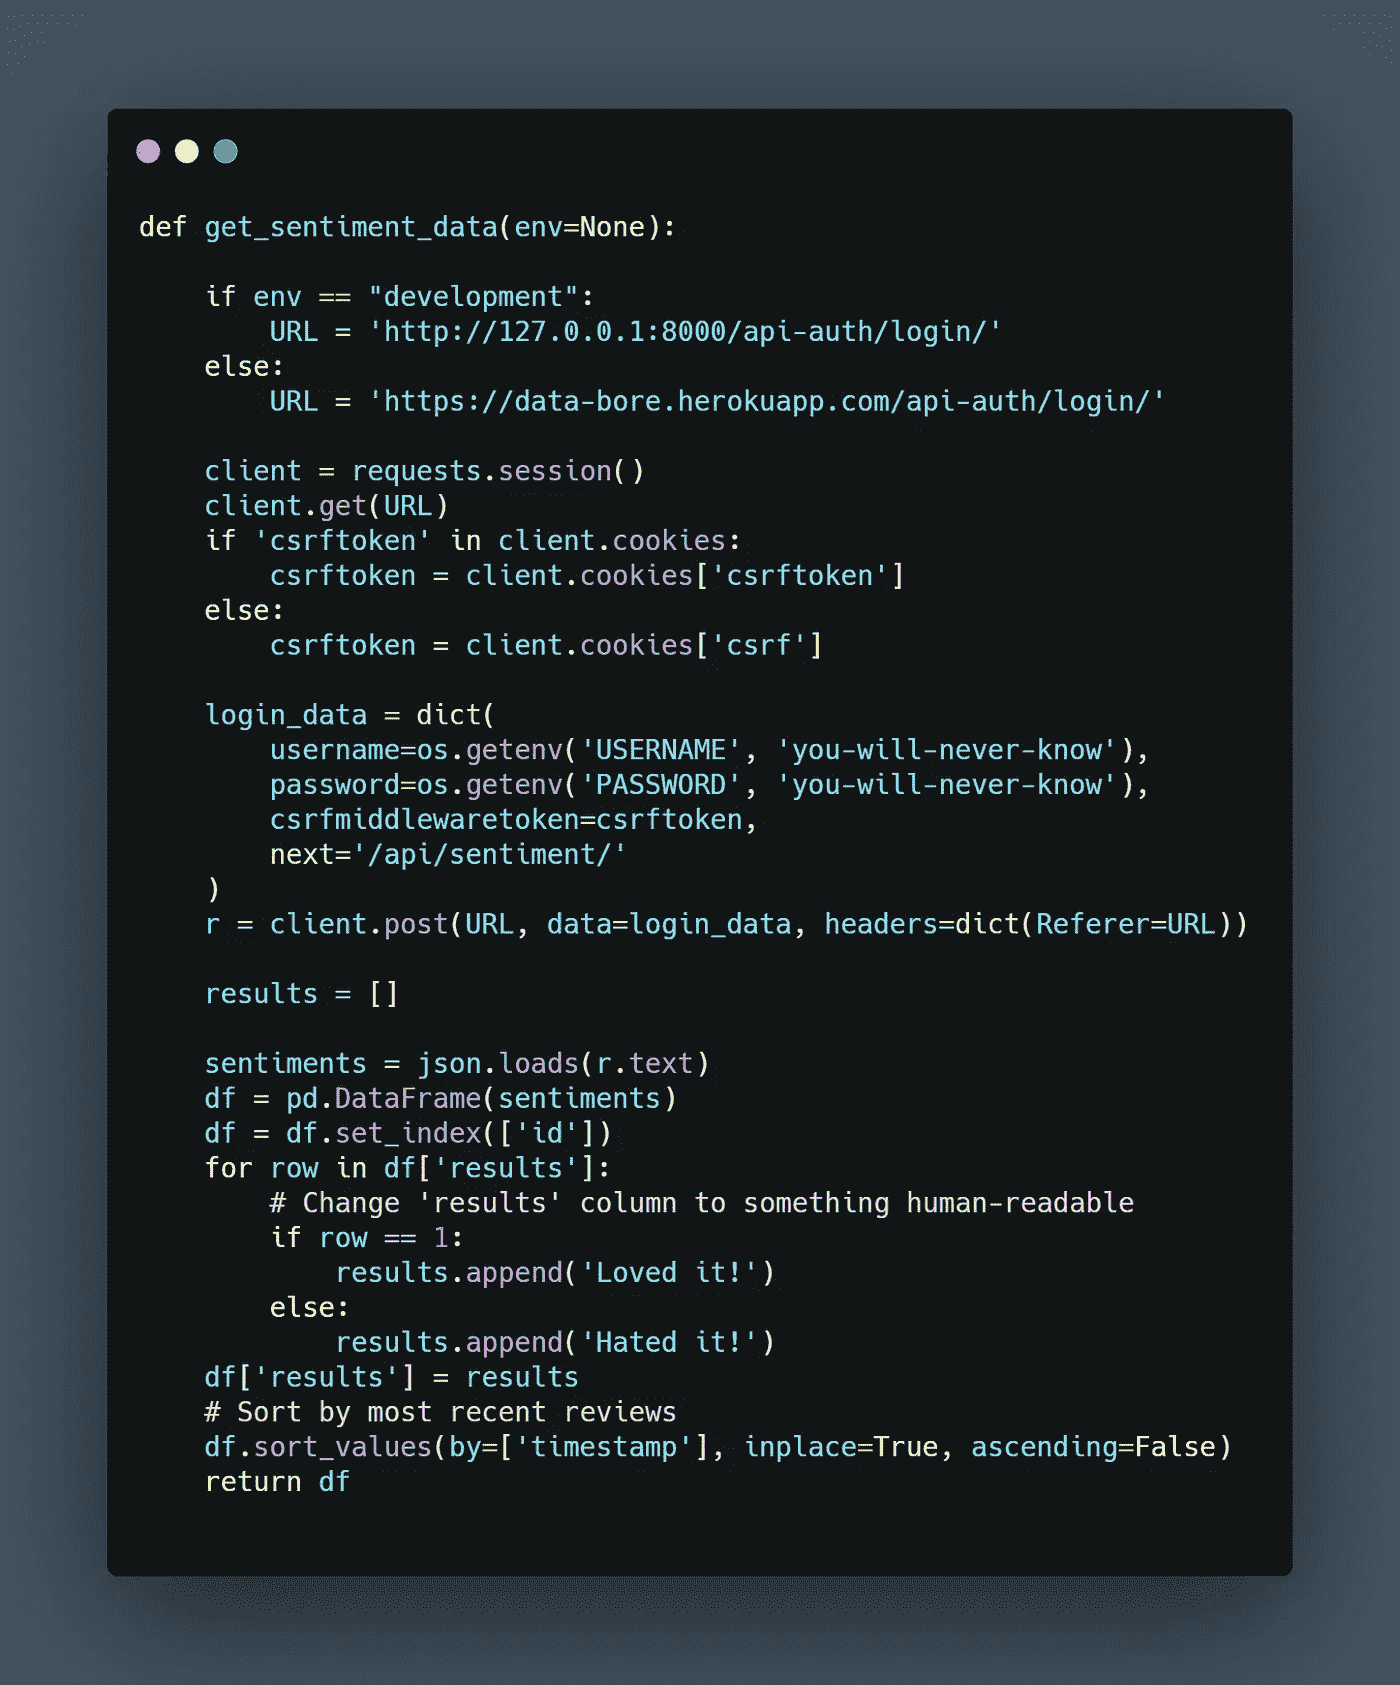 def get_sentiment_data(env=None):

    if env == "development":
        URL = 'http://127.0.0.1:8000/api-auth/login/'
    else:
        URL = 'https://data-bore.herokuapp.com/api-auth/login/'

    client = requests.session()
    client.get(URL)
    if 'csrftoken' in client.cookies:
        csrftoken = client.cookies['csrftoken']
    else:
        csrftoken = client.cookies['csrf']

    login_data = dict(
        username=os.getenv('USERNAME', 'you-will-never-know'),
        password=os.getenv('PASSWORD', 'you-will-never-know'),
        csrfmiddlewaretoken=csrftoken,
        next='/api/sentiment/'
    )
    r = client.post(URL, data=login_data, headers=dict(Referer=URL))

    results = []

    sentiments = json.loads(r.text)
    df = pd.DataFrame(sentiments)
    df = df.set_index(['id'])
    for row in df['results']:
        # Change 'results' column to something human-readable
        if row == 1:
            results.append('Loved it!')
        else:
            results.append('Hated it!')
    df['results'] = results
    # Sort by most recent reviews
    df.sort_values(by=['timestamp'], inplace=True, ascending=False)
    return df